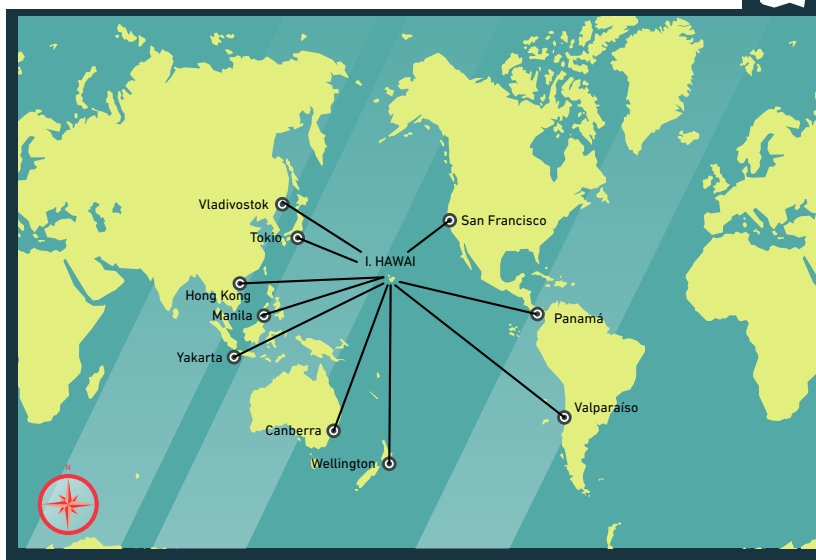 Vladivostok
San Francisco
Tokio
I. HAWAI
Hong Kong
Manila
Panamá
Yakarta
Valparaíso
Canberra
Wellington
N